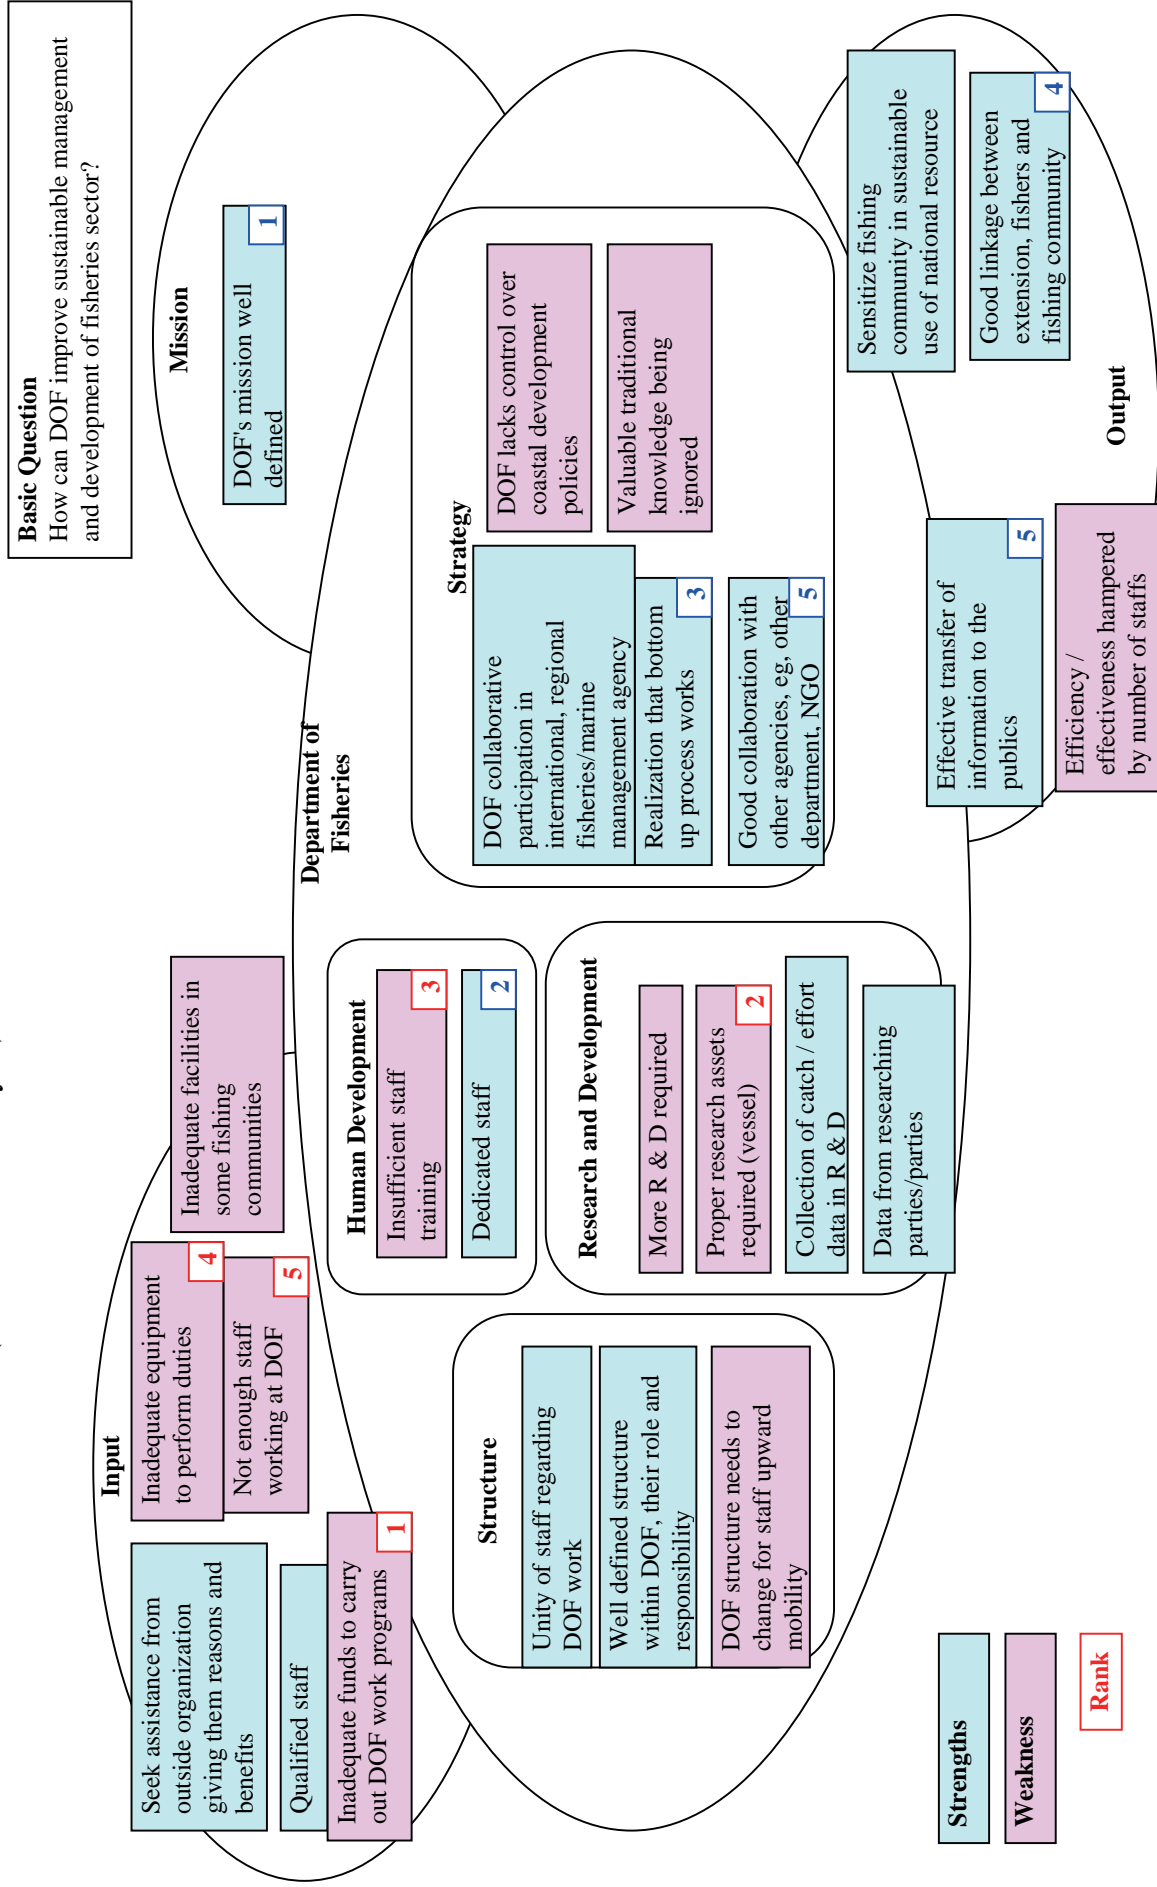 Basic Question
How can DOF improve sustainable management
and development of fisheries sector?
Mission
DOF's mission well
defined
1
Input
Seek assistance from
outside organization
giving them reasons and
benefits
Qualified staff
Inadequate funds to carry
out DOF work programs
1
Inadequate equipment
to perform duties
4
Not enough staff
working at DOF
5
Inadequate facilities in
some fishing
communities
Department of
Fisheries
Structure
Unity of staff regarding
DOF work
Well defined structure
within DOF, their role and
responsibility
DOF structure needs to
change for staff upward
mobility
Human Development
Insufficient staff
training
3
Dedicated staff
2
Research and Development
More R & D required
Proper research assets
required (vessel)
2
Collection of catch / effort
data in R & D
Data from researching
parties/parties
Strategy
DOF collaborative
participation in
international, regional
fisheries/marine
management agency
Realization that bottom
up process works
3
Good collaboration with
other agencies, eg, other
department, NGO
5
DOF lacks control over
coastal development
policies
Valuable traditional
knowledge being
ignored
Output
Effective transfer of
information to the
publics
5
Efficiency /
effectiveness hampered
by number of staffs
Sensitize fishing
community in sustainable
use of national resource
Good linkage between
extension, fishers and
fishing community
4
Strengths
Weakness
Rank